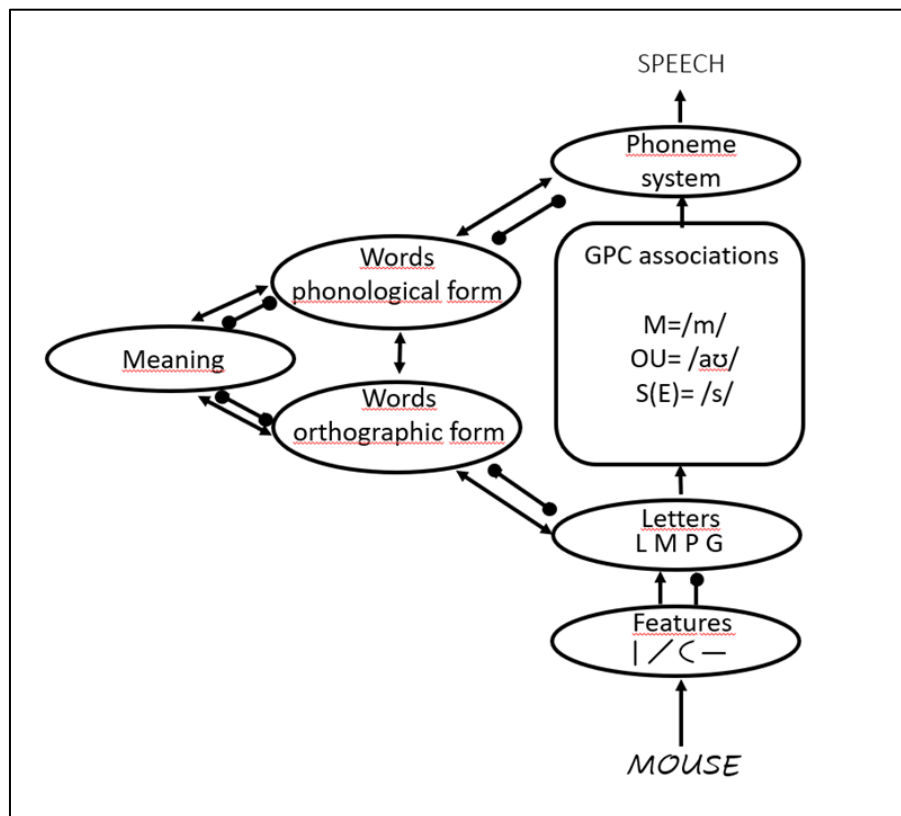 SPEECH
Phoneme
system
GPC associations
M=/m/
OU= /aʊ/
S(E)= /s/
Words
phonological form
Meaning
Words
orthographic form
Letters
L M P G
Features
MOUSE